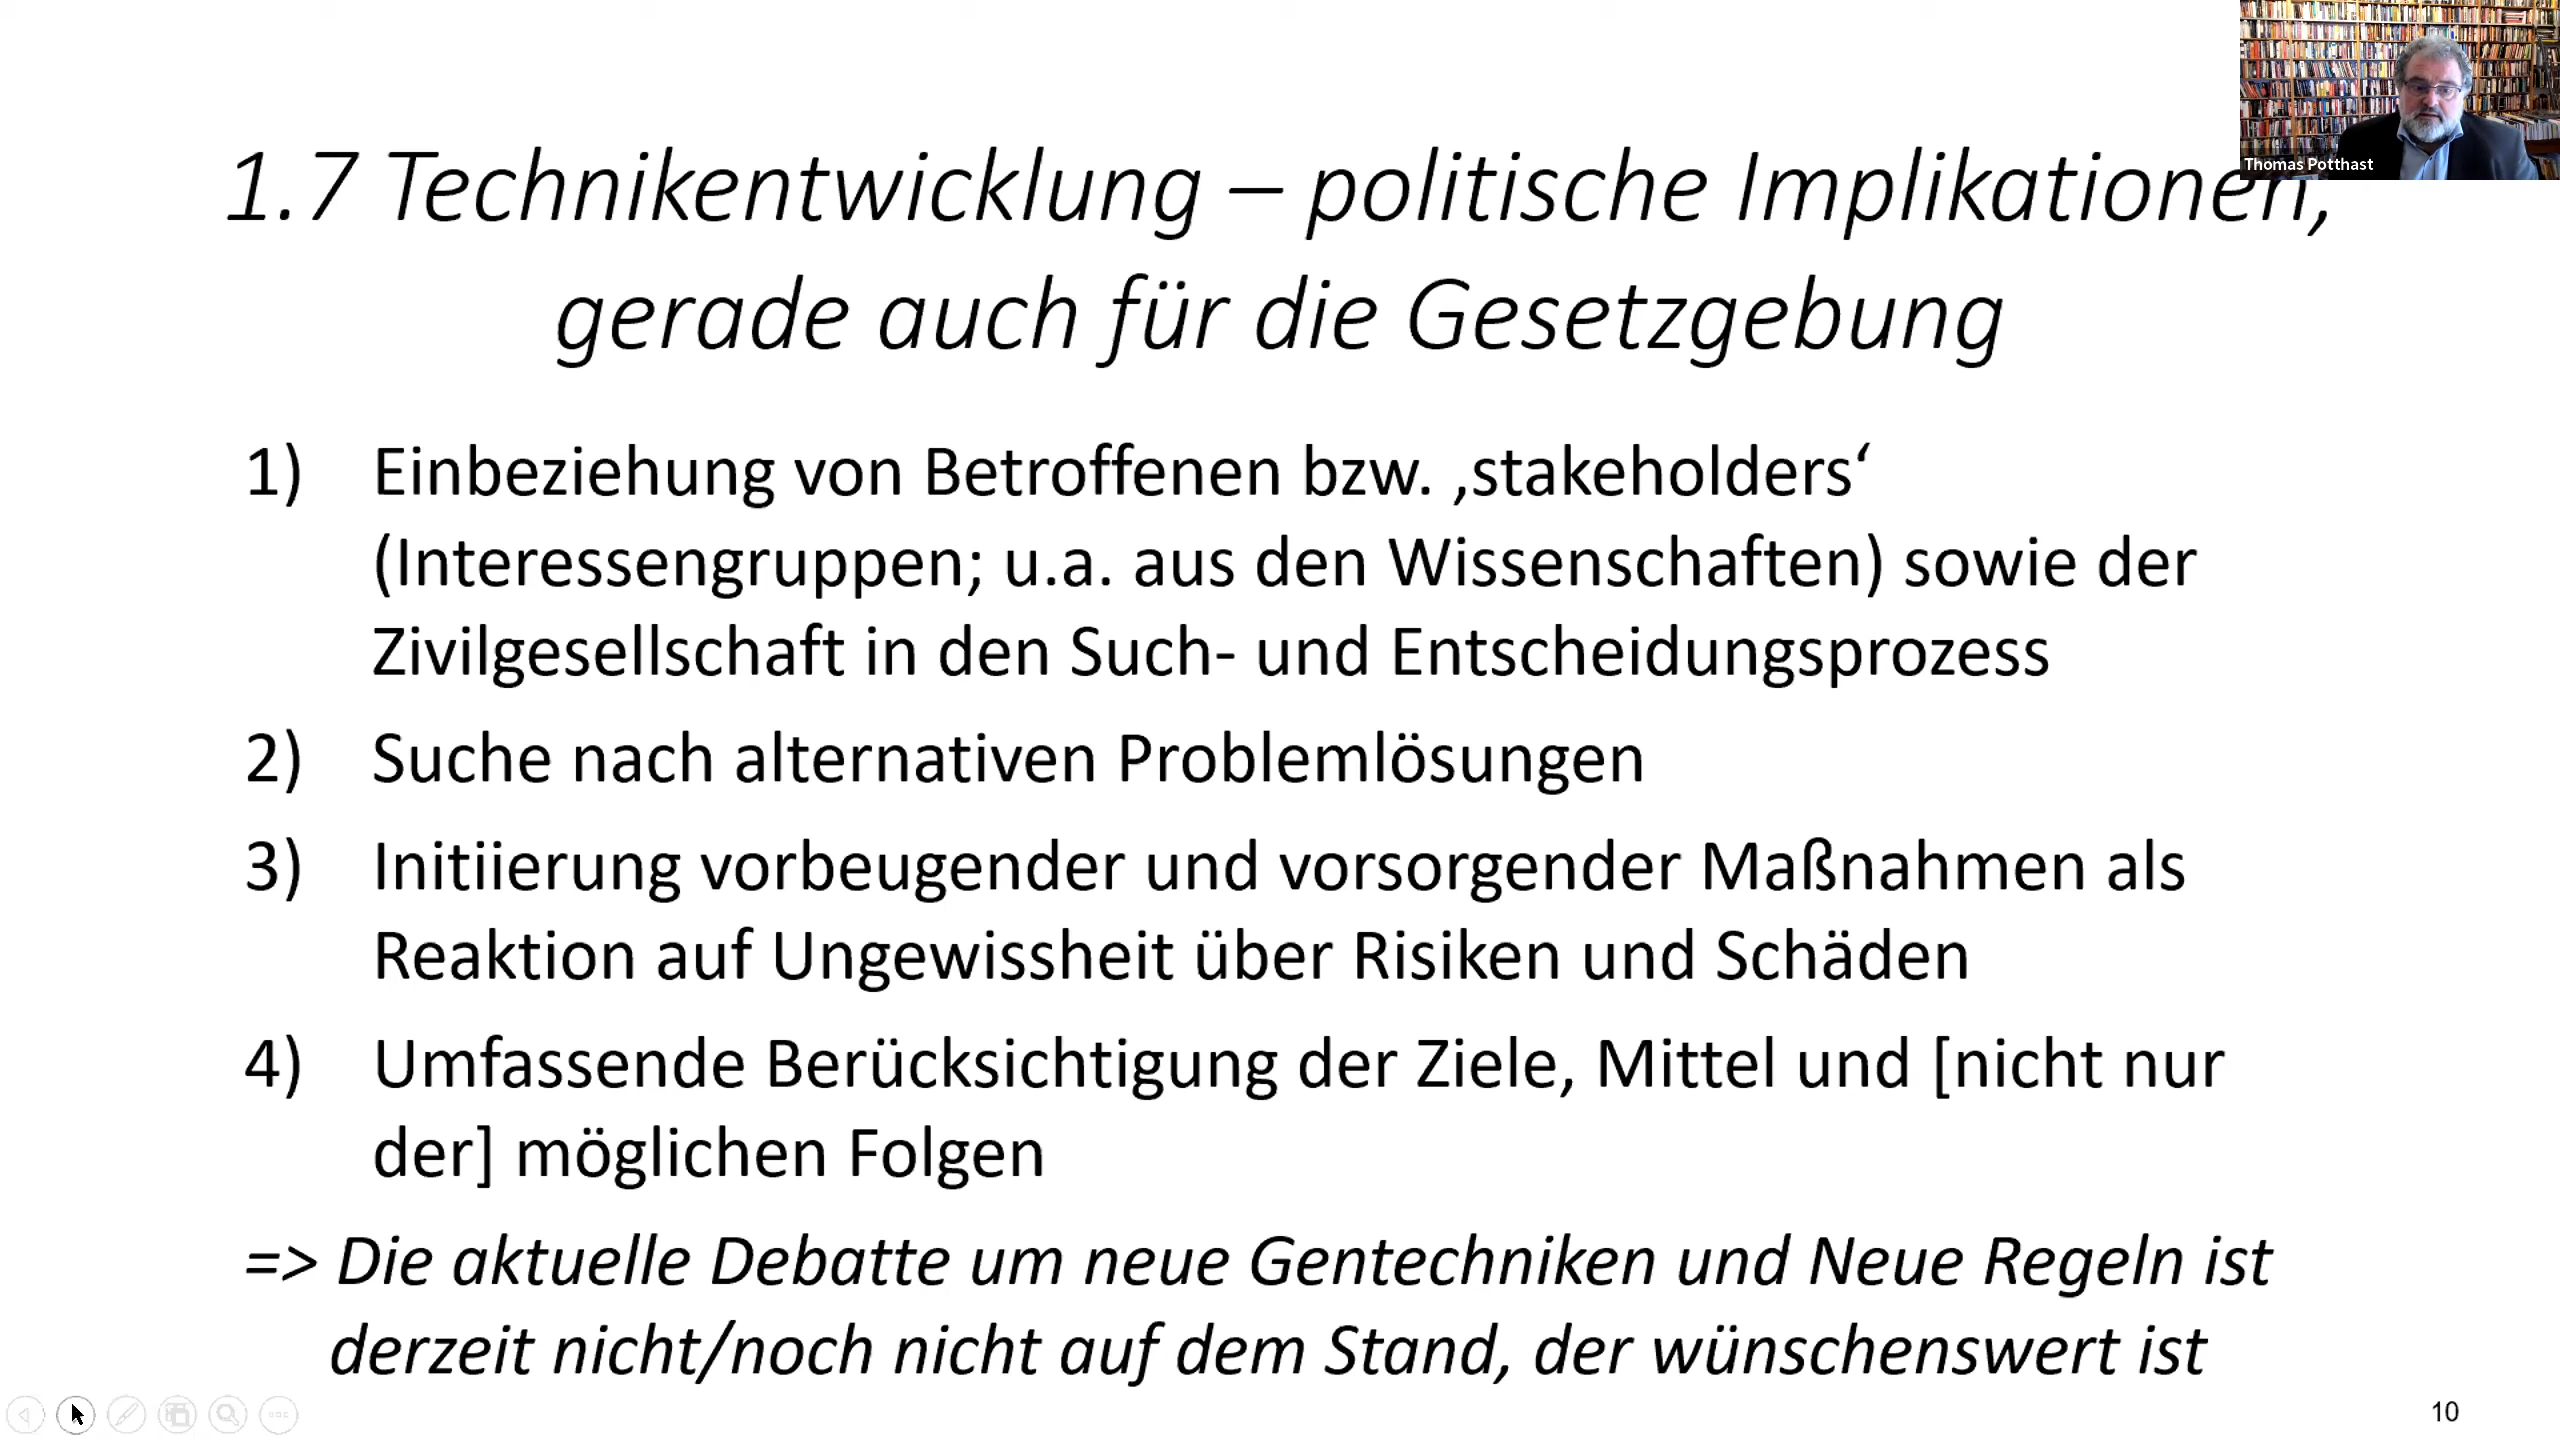 Thomas Potthast
1.7 Technikentwicklung – politische Implikationen,
gerade auch für die Gesetzgebung
1) Einbeziehung von Betroffenen bzw. ‚stakeholders‘
(Interessengruppen; u.a. aus den Wissenschaften) sowie der
Zivilgesellschaft in den Such- und Entscheidungsprozess
2) Suche nach alternativen Problemlösungen
3) Initiierung vorbeugender und vorsorgender Maßnahmen als
Reaktion auf Ungewissheit über Risiken und Schäden
4) Umfassende Berücksichtigung der Ziele, Mittel und [nicht nur
der] möglichen Folgen
=> Die aktuelle Debatte um neue Gentechniken und Neue Regeln ist
derzeit nicht/noch nicht auf dem Stand, der wünschenswert ist
10